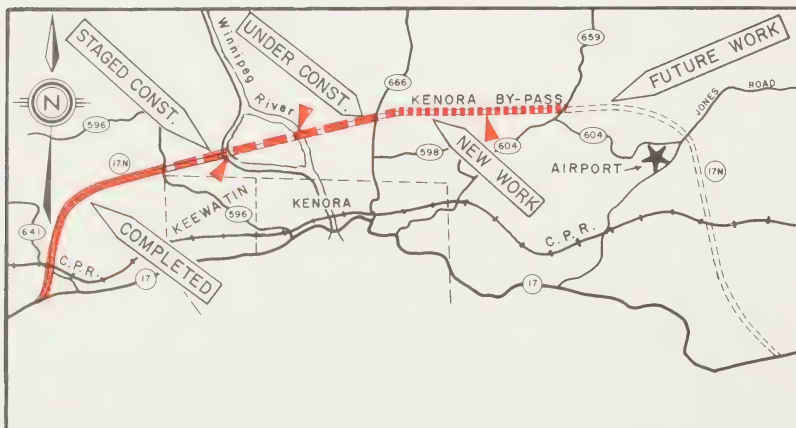 659
FUTURE WORK
UNDER CONST.
Winnipeg
River
STAGED CONST.
666
KENORA BY-PASS
JONES ROAD
N
596
604
604
598
NEW WORK
AIRPORT
17N
17N
KEEWATIN
596
KENORA
641
C.P.R.
COMPLETED
C.P.R.
17
17